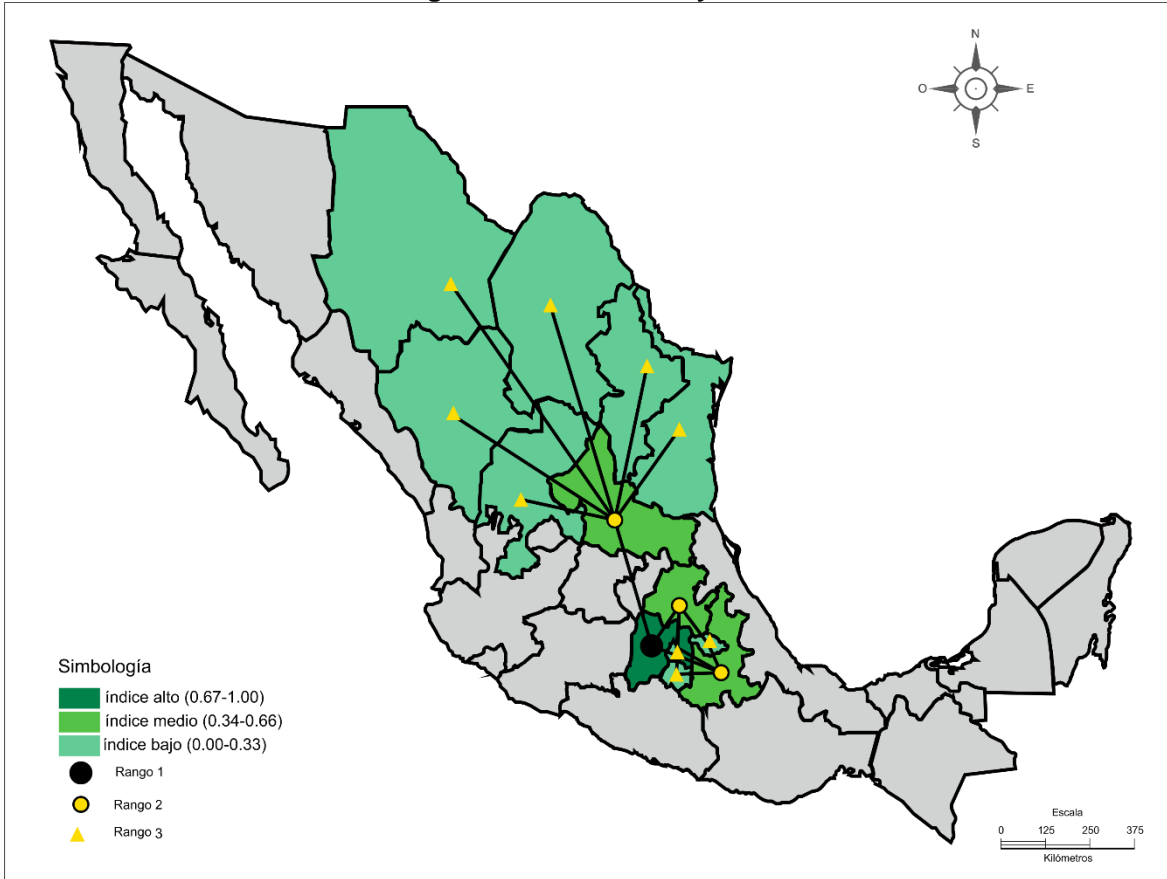 N
O
E
S
Simbología
índice alto (0.67-1.00)
índice medio (0.34-0.66)
índice bajo (0.00-0.33)
Rango 1
Rango 2
Rango 3
Escala
0 125 250 375
Kilómetros